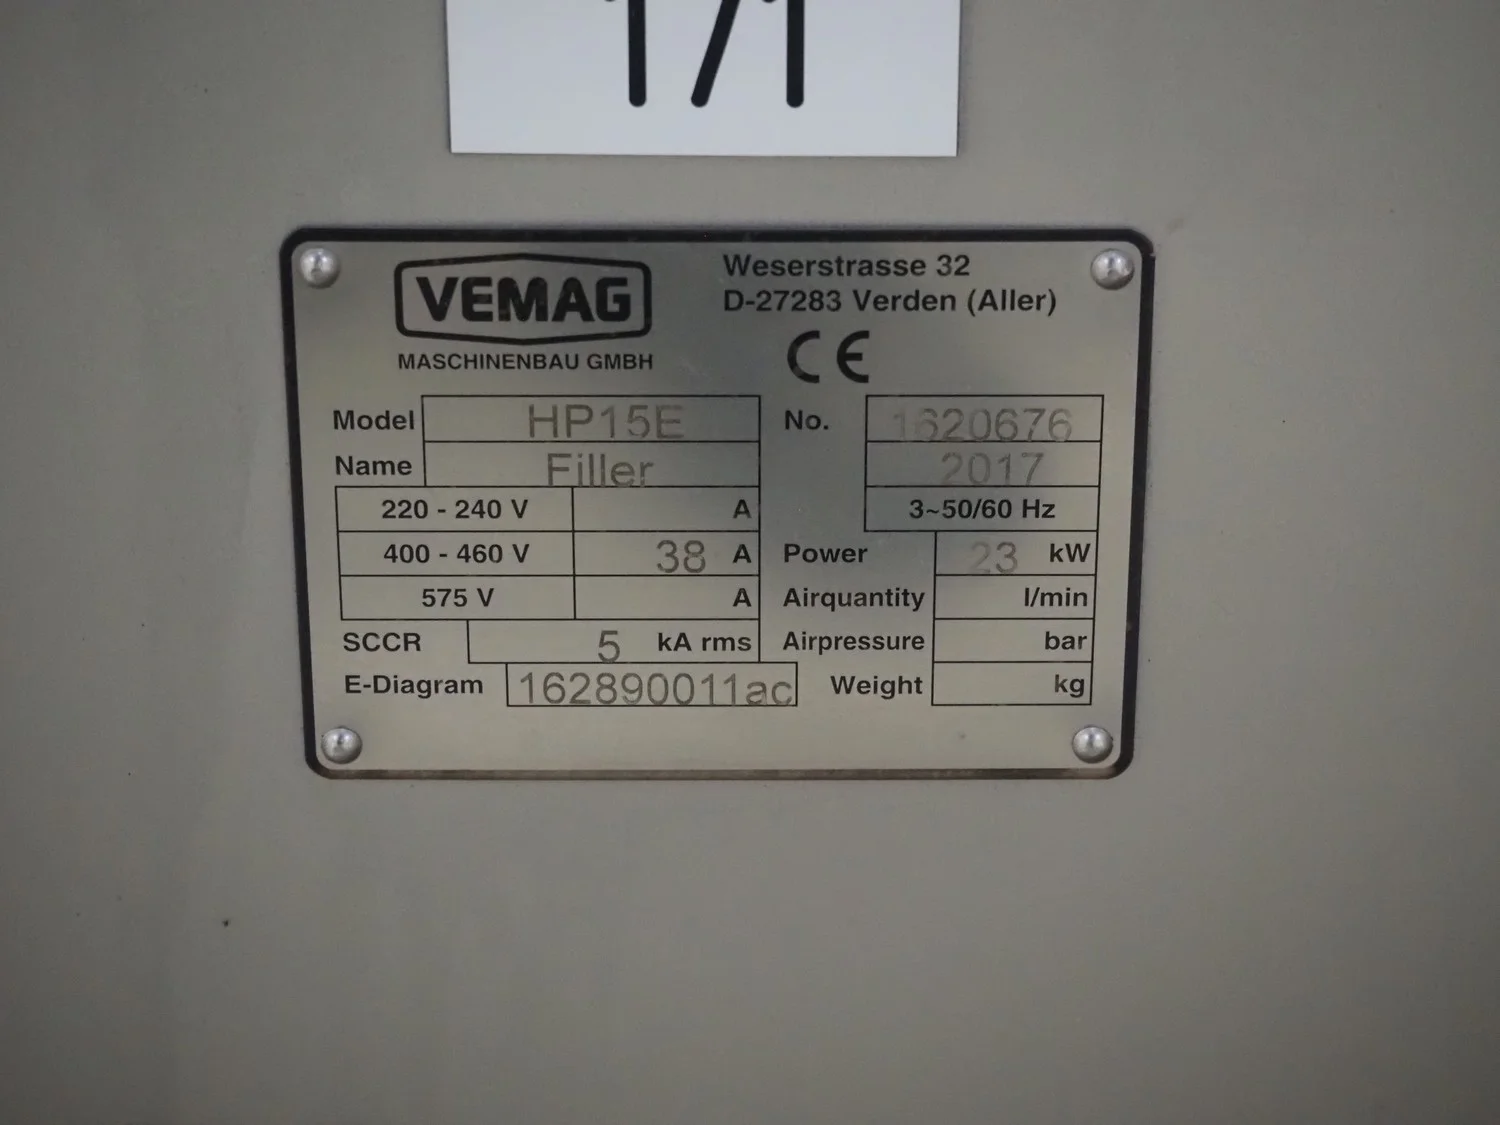 171
VEMAG
MASCHINENBAU GMBH
Weserstrasse 32
D-27283 Verden (Aller)
CE
Model HP15E No. 1620676
Name Filler 2017
220 - 240 V A 3~50/60 Hz
400 - 460 V 38 A Power 23 kW
575 V A Airquantity l/min
SCCR 5 kA rms Airpressure bar
E-Diagram 162890011ac Weight kg